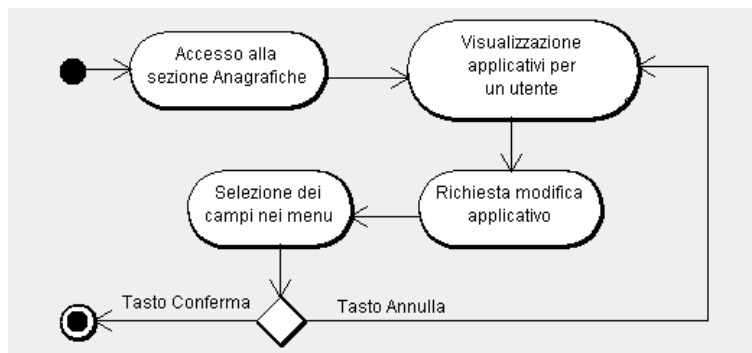 Accesso alla
sezione Anagrafiche
Visualizzazione
applicativi per
un utente
Richiesta modifica
applicativo
Selezione dei
campi nei menu
Tasto Conferma
Tasto Annulla